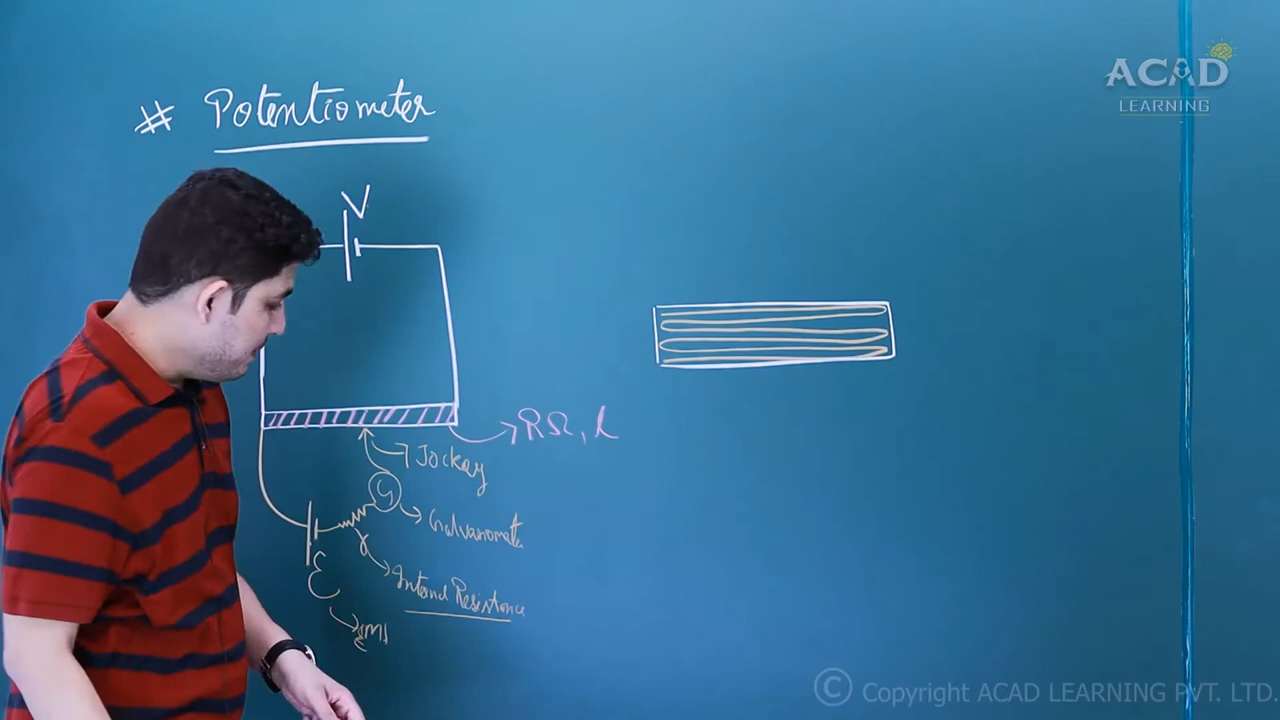 # Potentiometer
V
RΩ, l
Jockey
G
Galvanometer
r
Internal Resistance
ε
EMF
ACAD
LEARNING
© Copyright ACAD LEARNING PVT. LTD.